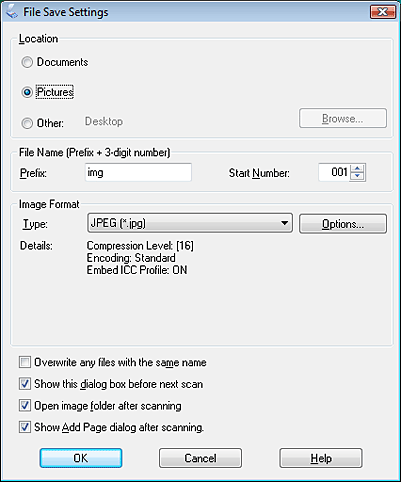 File Save Settings
Location
Documents
Pictures
Other: Desktop Browse...
File Name (Prefix + 3-digit number)
Prefix: img Start Number: 001
Image Format
Type: JPEG (*.jpg) Options...
Details: Compression Level: [16]
Encoding: Standard
Embed ICC Profile: ON
Overwrite any files with the same name
Show this dialog box before next scan
Open image folder after scanning
Show Add Page dialog after scanning.
OK Cancel Help